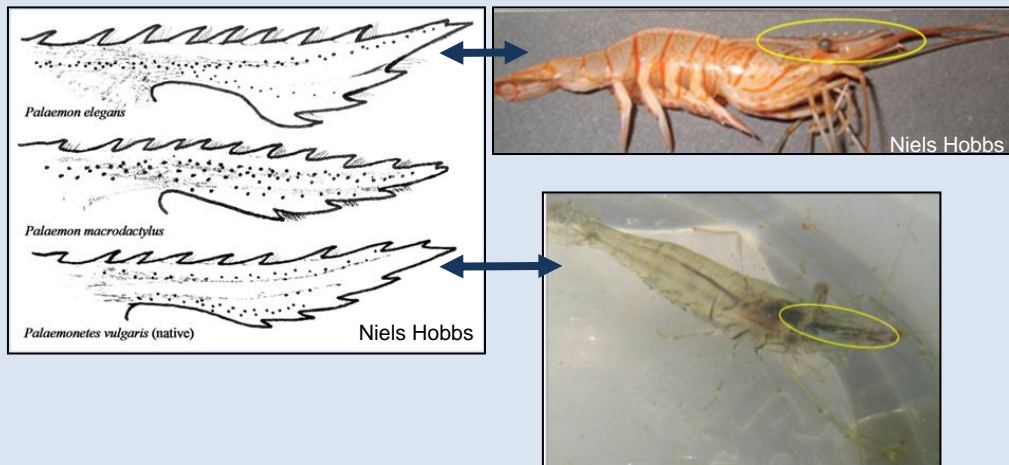 Palaemon elegans
Niels Hobbs
Palaemon macrodactylus
Palaemonetes vulgaris (native)
Niels Hobbs